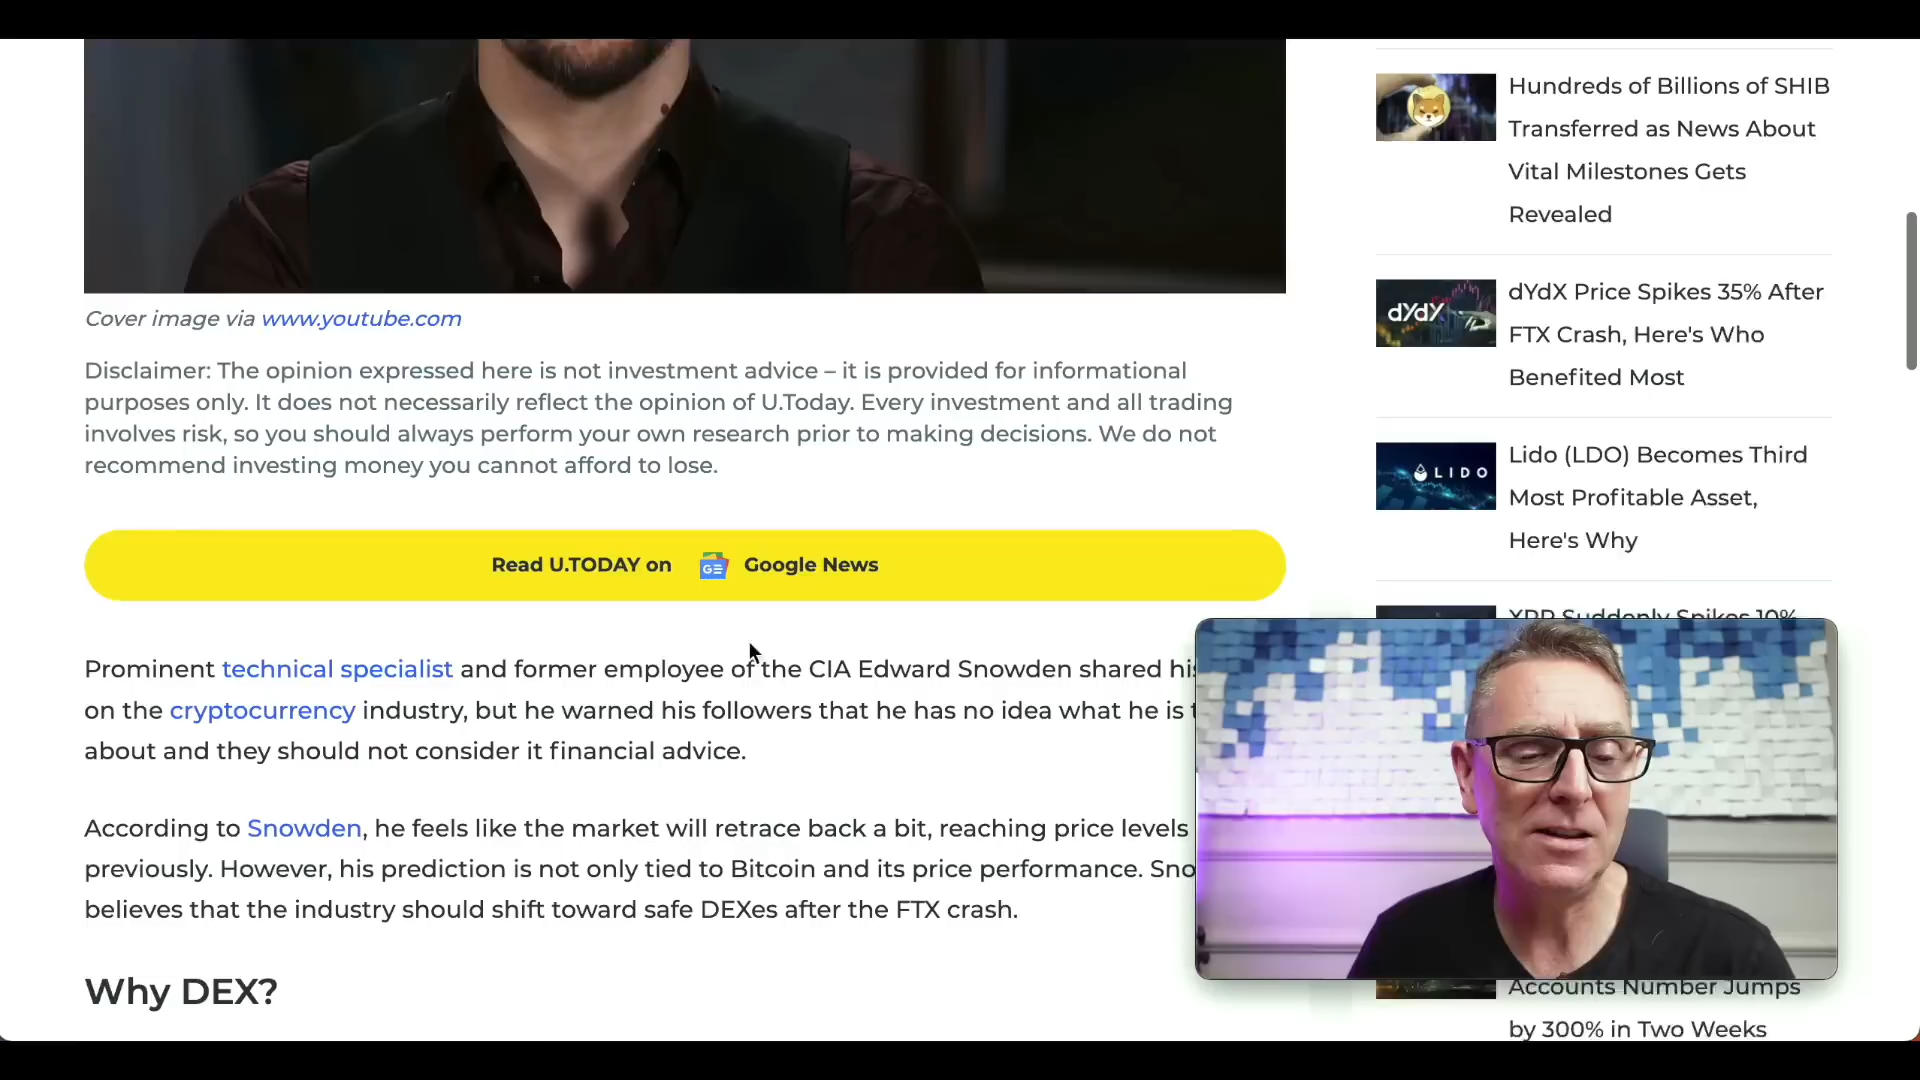 Cover image via www.youtube.com
Disclaimer: The opinion expressed here is not investment advice – it is provided for informational
purposes only. It does not necessarily reflect the opinion of U.Today. Every investment and all trading
involves risk, so you should always perform your own research prior to making decisions. We do not
recommend investing money you cannot afford to lose.
Read U.TODAY on GE Google News
Prominent technical specialist and former employee of the CIA Edward Snowden shared his
on the cryptocurrency industry, but he warned his followers that he has no idea what he is
about and they should not consider it financial advice.
According to Snowden, he feels like the market will retrace back a bit, reaching price levels
previously. However, his prediction is not only tied to Bitcoin and its price performance. Sno
believes that the industry should shift toward safe DEXes after the FTX crash.
Why DEX?
Hundreds of Billions of SHIB
Transferred as News About
Vital Milestones Gets
Revealed
dYdX
dYdX Price Spikes 35% After
FTX Crash, Here's Who
Benefited Most
LIDO
Lido (LDO) Becomes Third
Most Profitable Asset,
Here's Why
XRP Suddenly Spikes 10%
Accounts Number Jumps
by 300% in Two Weeks